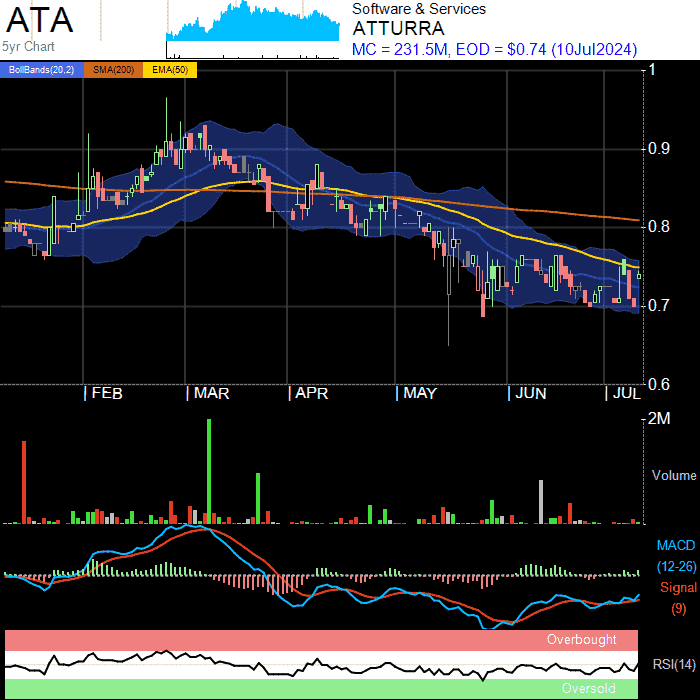 ATA
5yr Chart
Software & Services
ATTURRA
MC = 231.5M, EOD = $0.74 (10Jul2024)
BollBands(20,2) SMA(200) EMA(50)
1
0.9
0.8
0.7
0.6
| FEB | MAR | APR | MAY | JUN | JUL
2M
Volume
MACD
(12-26)
Signal
(9)
Overbought
RSI(14)
Oversold